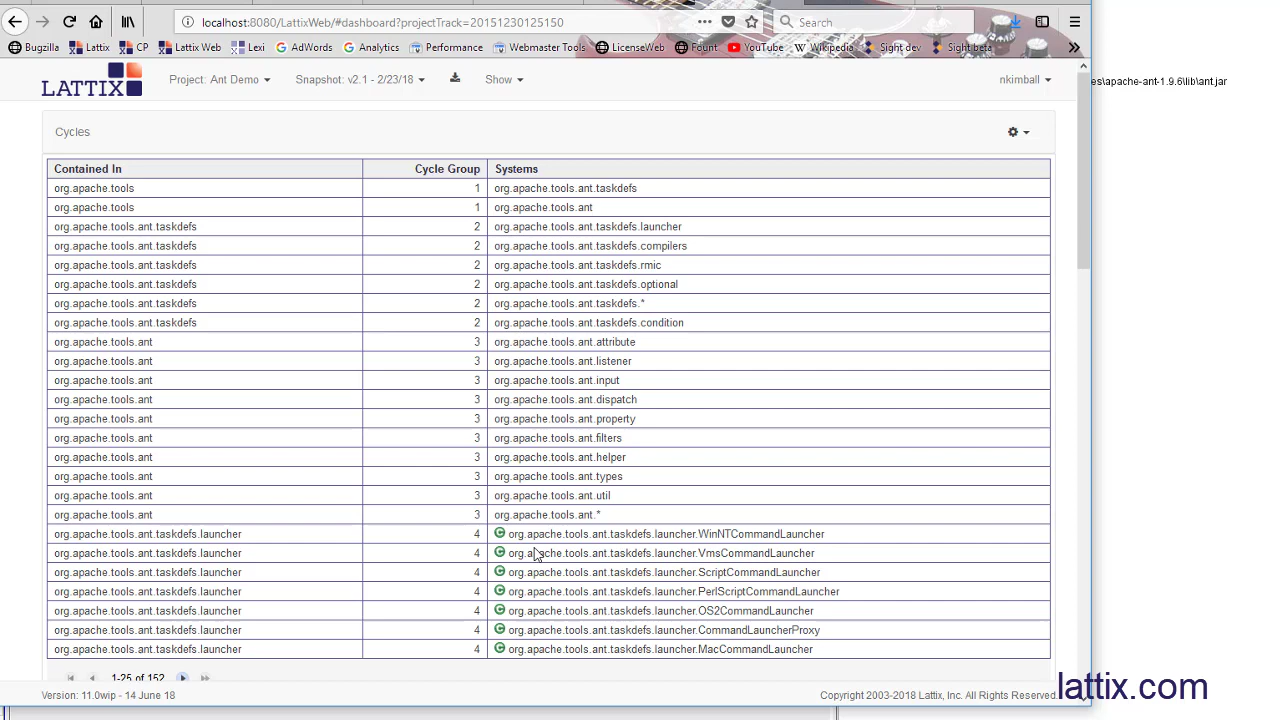 localhost:8080/LattixWeb/#dashboard?projectTrack=20151230125150
Search
Bugzilla Lattix CP Lattix Web Lexi AdWords Analytics Performance Webmaster Tools LicenseWeb Fount YouTube Wikipedia Sight dev Sight beta
es\apache-ant-1.9.6\lib\ant.jar
LATTIX Project: Ant Demo Snapshot: v2.1 - 2/23/18 Show nkimball
Cycles
Contained In Cycle Group Systems
org.apache.tools 1 org.apache.tools.ant.taskdefs
org.apache.tools 1 org.apache.tools.ant
org.apache.tools.ant.taskdefs 2 org.apache.tools.ant.taskdefs.launcher
org.apache.tools.ant.taskdefs 2 org.apache.tools.ant.taskdefs.compilers
org.apache.tools.ant.taskdefs 2 org.apache.tools.ant.taskdefs.rmic
org.apache.tools.ant.taskdefs 2 org.apache.tools.ant.taskdefs.optional
org.apache.tools.ant.taskdefs 2 org.apache.tools.ant.taskdefs.*
org.apache.tools.ant.taskdefs 2 org.apache.tools.ant.taskdefs.condition
org.apache.tools.ant 3 org.apache.tools.ant.attribute
org.apache.tools.ant 3 org.apache.tools.ant.listener
org.apache.tools.ant 3 org.apache.tools.ant.input
org.apache.tools.ant 3 org.apache.tools.ant.dispatch
org.apache.tools.ant 3 org.apache.tools.ant.property
org.apache.tools.ant 3 org.apache.tools.ant.filters
org.apache.tools.ant 3 org.apache.tools.ant.helper
org.apache.tools.ant 3 org.apache.tools.ant.types
org.apache.tools.ant 3 org.apache.tools.ant.util
org.apache.tools.ant 3 org.apache.tools.ant.*
org.apache.tools.ant.taskdefs.launcher 4 C org.apache.tools.ant.taskdefs.launcher.WinNTCommandLauncher
org.apache.tools.ant.taskdefs.launcher 4 C org.apache.tools.ant.taskdefs.launcher.VmsCommandLauncher
org.apache.tools.ant.taskdefs.launcher 4 C org.apache.tools.ant.taskdefs.launcher.ScriptCommandLauncher
org.apache.tools.ant.taskdefs.launcher 4 C org.apache.tools.ant.taskdefs.launcher.PerlScriptCommandLauncher
org.apache.tools.ant.taskdefs.launcher 4 C org.apache.tools.ant.taskdefs.launcher.OS2CommandLauncher
org.apache.tools.ant.taskdefs.launcher 4 C org.apache.tools.ant.taskdefs.launcher.CommandLauncherProxy
org.apache.tools.ant.taskdefs.launcher 4 C org.apache.tools.ant.taskdefs.launcher.MacCommandLauncher
1-25 of 152
Version: 11.0wip - 14 June 18 Copyright 2003-2018 Lattix, Inc. All Rights Reserved.
lattix.com